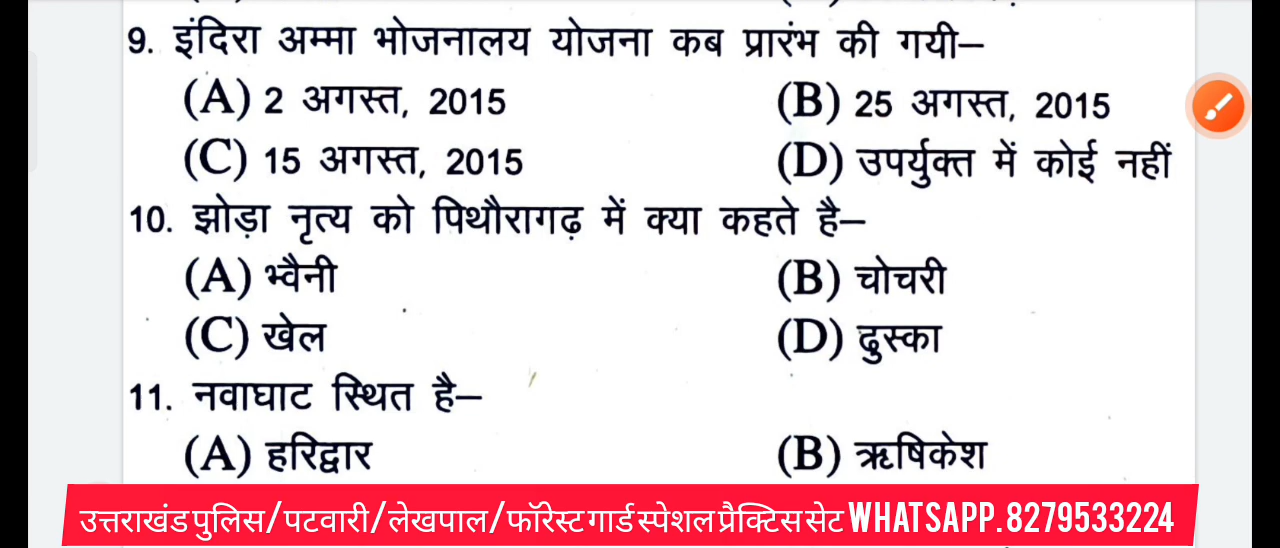 9. इंदिरा अम्मा भोजनालय योजना कब प्रारंभ की गयी–
(A) 2 अगस्त, 2015 (B) 25 अगस्त, 2015
(C) 15 अगस्त, 2015 (D) उपर्युक्त में कोई नहीं
10. झोड़ा नृत्य को पिथौरागढ़ में क्या कहते है–
(A) भ्वैनी (B) चोचरी
(C) खेल (D) ढुस्का
11. नवाघाट स्थित है–
(A) हरिद्वार (B) ऋषिकेश
उत्तराखंड पुलिस/पटवारी/लेखपाल/फॉरेस्ट गार्ड स्पेशल प्रैक्टिस सेट WHATSAPP. 8279533224